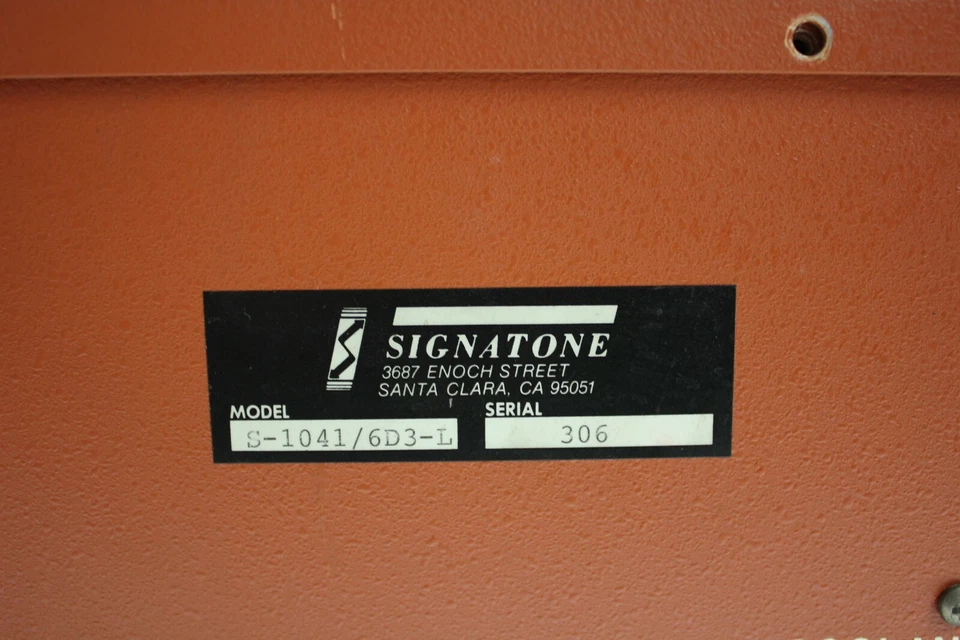 SIGNATONE
3687 ENOCH STREET
SANTA CLARA, CA 95051
MODEL SERIAL
S-1041/6D3-L 306